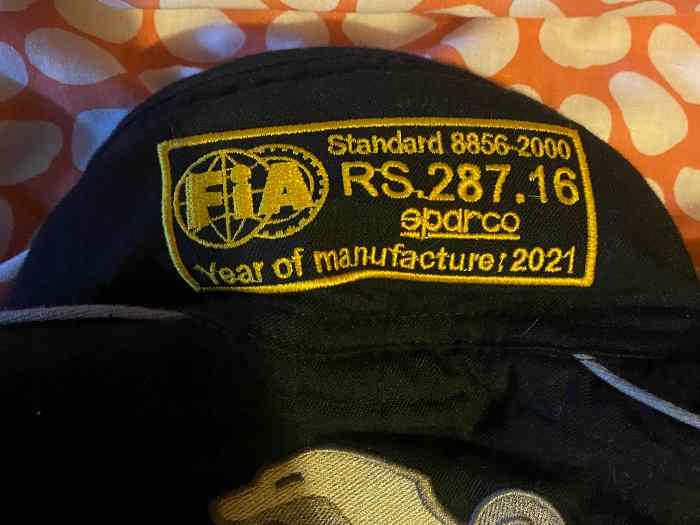 FIA
Standard 8856-2000
RS.287.16
sparco
Year of manufacture: 2021